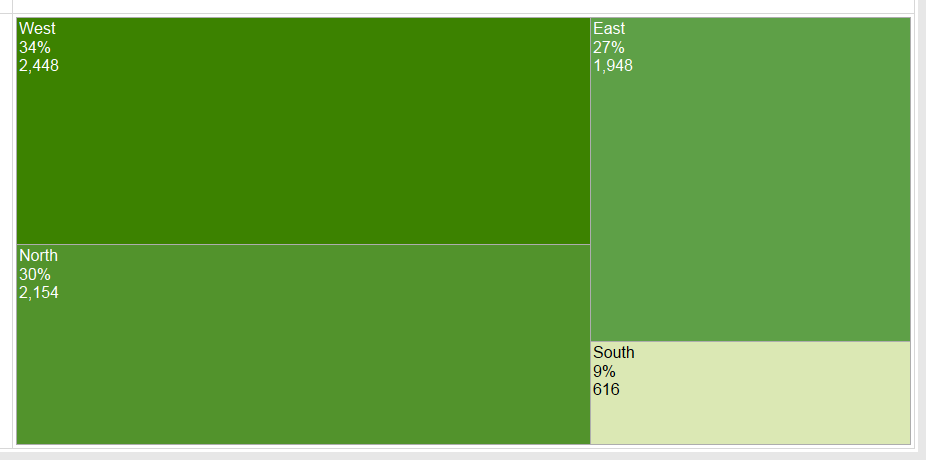 West
34%
2,448
East
27%
1,948
North
30%
2,154
South
9%
616